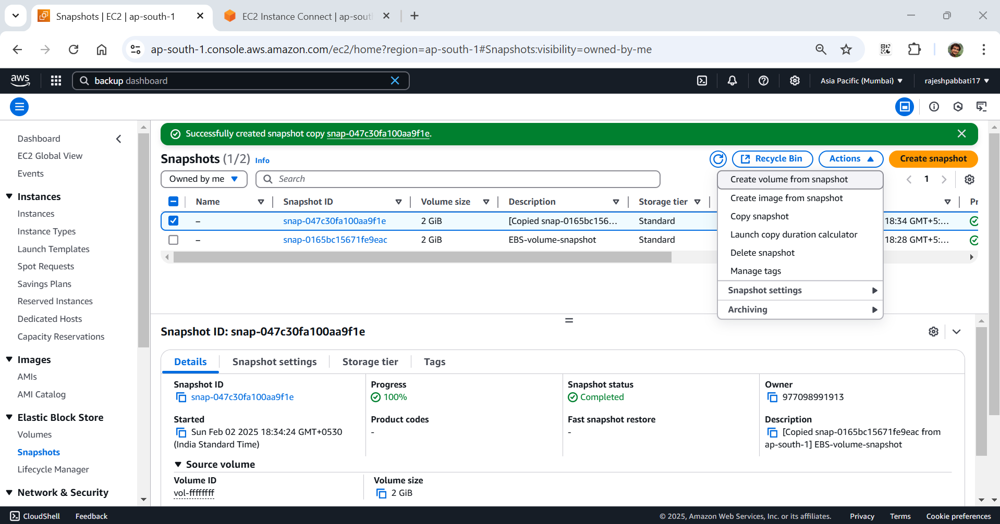 Snapshots | EC2 | ap-south-1
EC2 Instance Connect | ap-sout
ap-south-1.console.aws.amazon.com/ec2/home?region=ap-south-1#Snapshots:visibility=owned-by-me
aws
backup dashboard
Asia Pacific (Mumbai) ▼
rajeshpabbati17 ▼
Dashboard
EC2 Global View
Events
Instances
Instances
Instance Types
Launch Templates
Spot Requests
Savings Plans
Reserved Instances
Dedicated Hosts
Capacity Reservations
Images
AMIs
AMI Catalog
Elastic Block Store
Volumes
Snapshots
Lifecycle Manager
Network & Security
Successfully created snapshot copy snap-047c30fa100aa9f1e.
Snapshots (1/2) Info
Recycle Bin
Actions
Create snapshot
Owned by me
Search
1
Name
Snapshot ID
Volume size
Description
Storage tier
Pr
– snap-047c30fa100aa9f1e 2 GiB [Copied snap-0165bc156... Standard 18:34 GMT+5:...
– snap-0165bc15671fe9eac 2 GiB EBS-volume-snapshot Standard 18:28 GMT+5:...
Create volume from snapshot
Create image from snapshot
Copy snapshot
Launch copy duration calculator
Delete snapshot
Manage tags
Snapshot settings
Archiving
Snapshot ID: snap-047c30fa100aa9f1e
Details
Snapshot settings
Storage tier
Tags
Snapshot ID
snap-047c30fa100aa9f1e
Progress
100%
Snapshot status
Completed
Owner
977098991913
Started
Sun Feb 02 2025 18:34:24 GMT+0530
(India Standard Time)
Product codes
-
Fast snapshot restore
-
Description
[Copied snap-0165bc15671fe9eac from
ap-south-1] EBS-volume-snapshot
Source volume
Volume ID
vol-ffffffff
Volume size
2 GiB
CloudShell
Feedback
© 2025, Amazon Web Services, Inc. or its affiliates.
Privacy
Terms
Cookie preferences